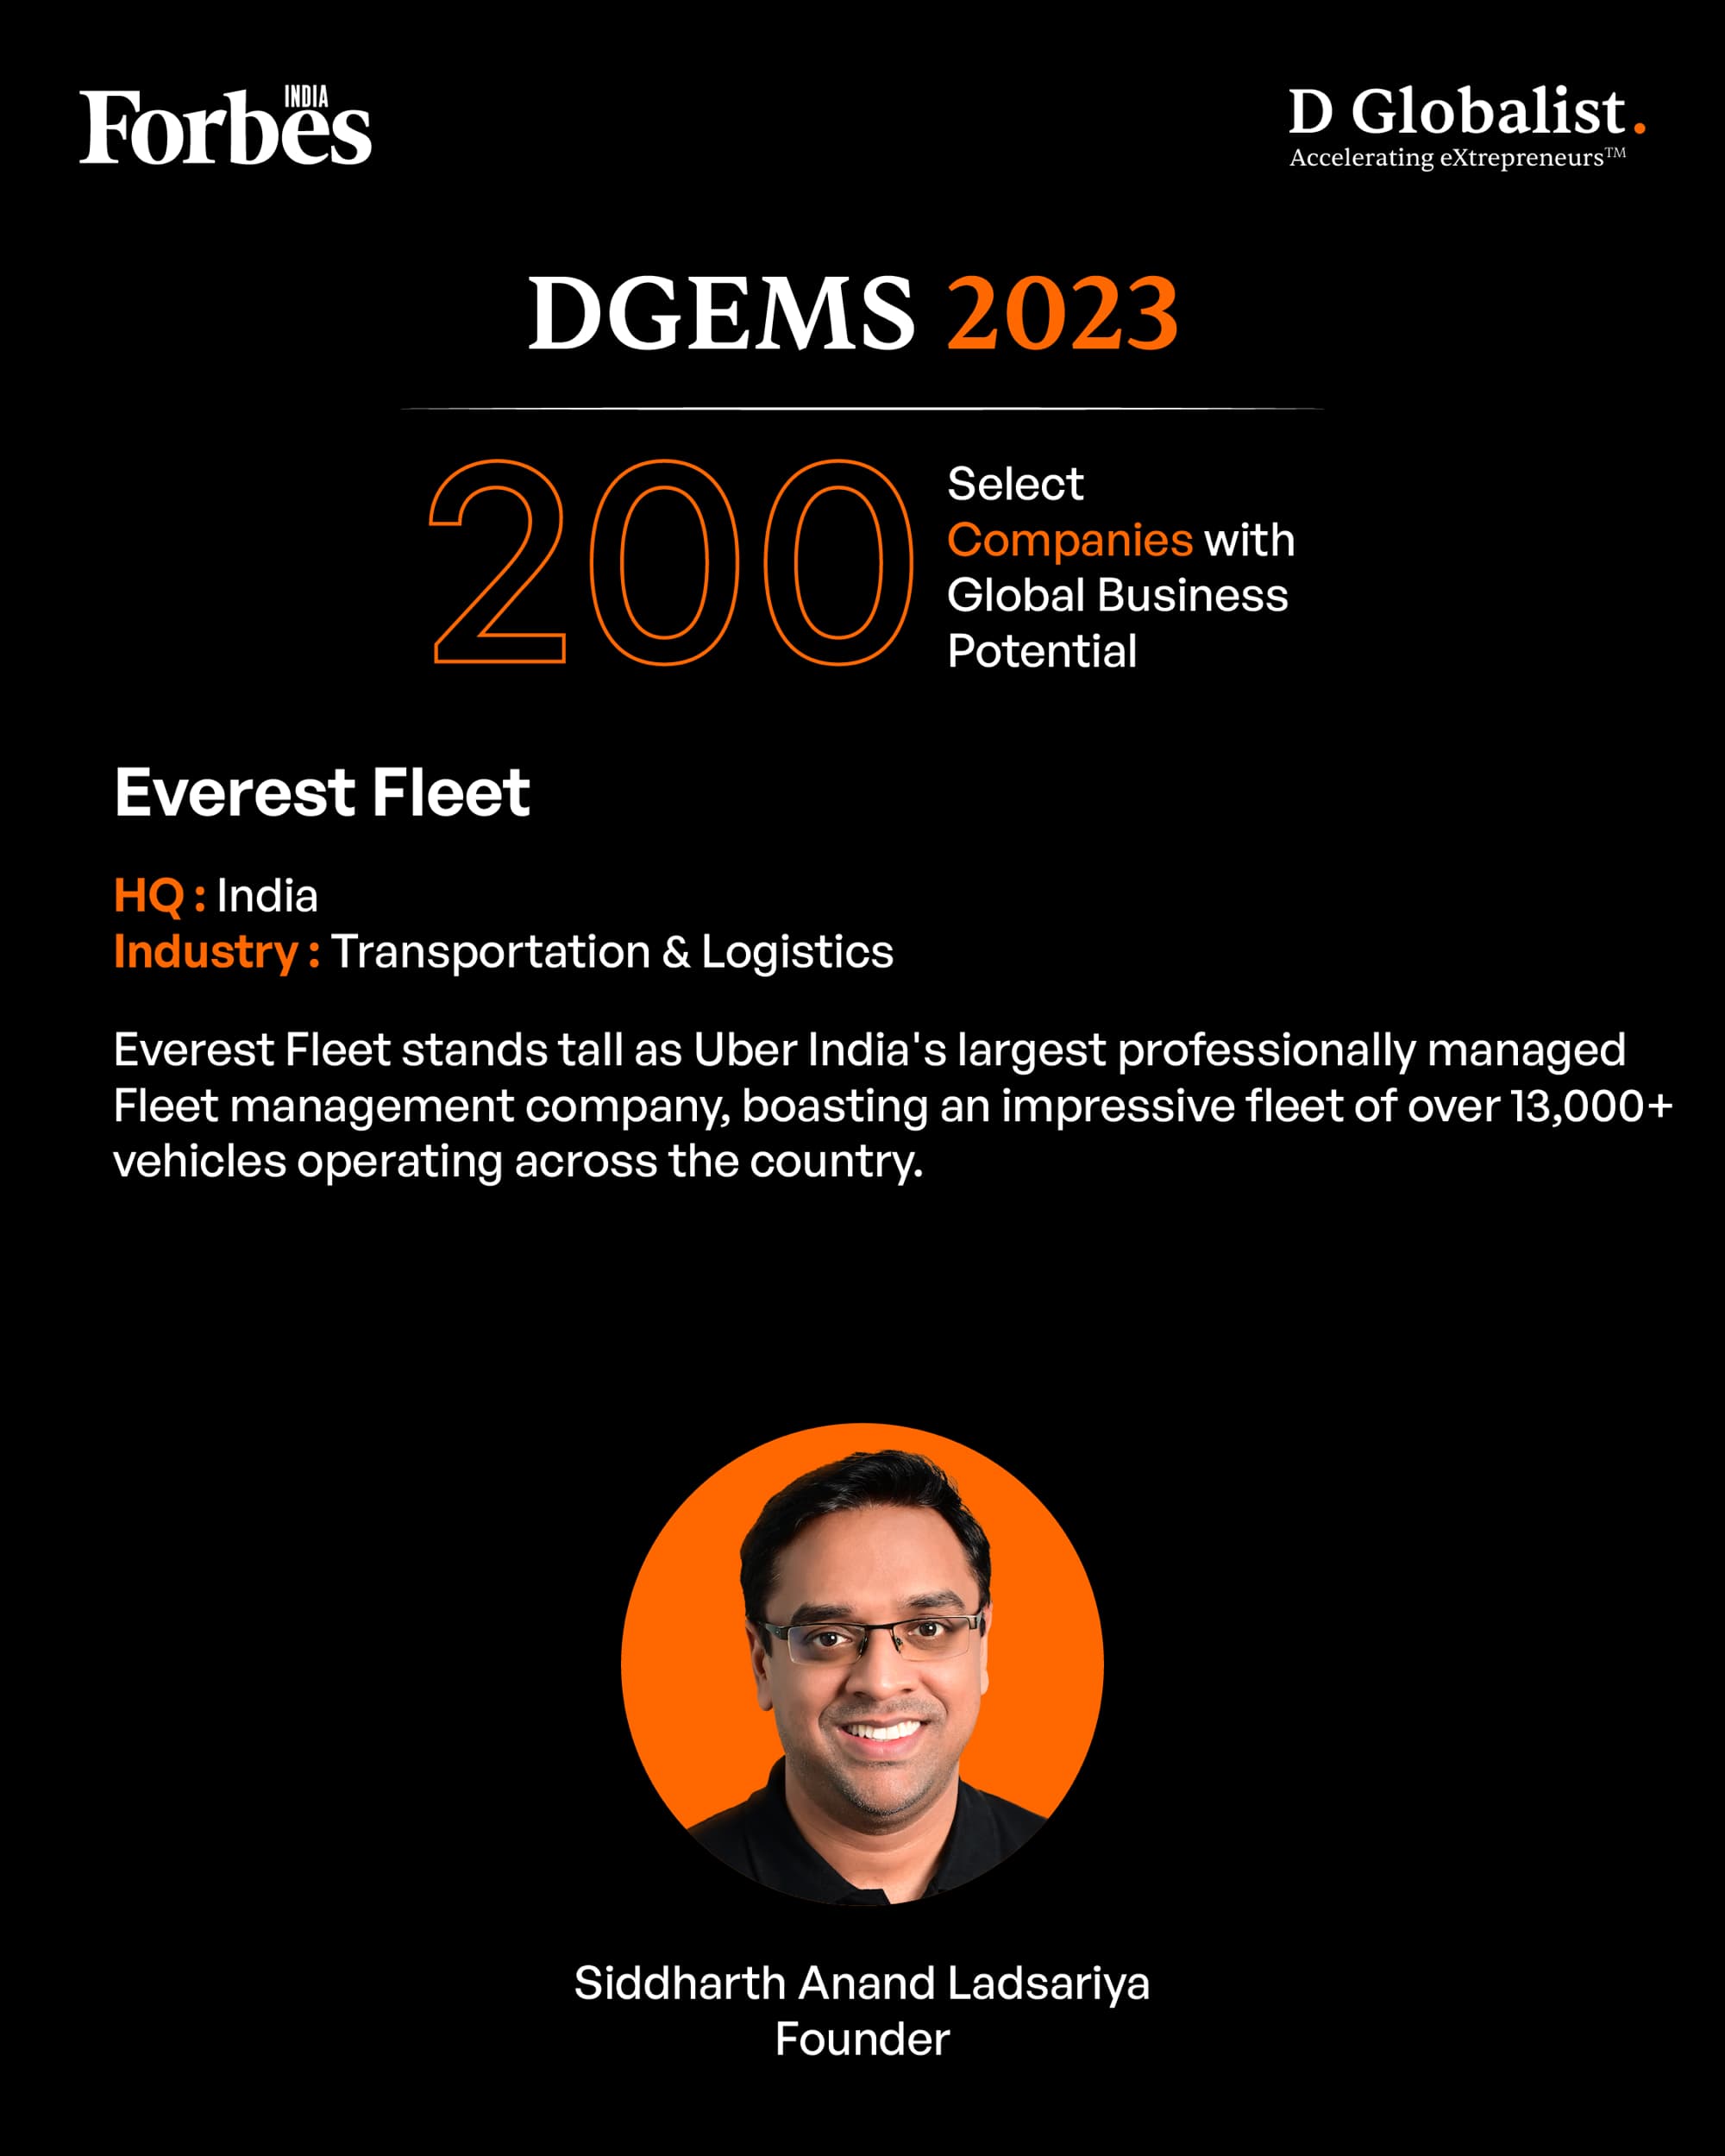 Forbes INDIA
D Globalist.
Accelerating eXtrepreneurs™
DGEMS 2023
200
Select
Companies with
Global Business
Potential
Everest Fleet
HQ : India
Industry : Transportation & Logistics
Everest Fleet stands tall as Uber India's largest professionally managed
Fleet management company, boasting an impressive fleet of over 13,000+
vehicles operating across the country.
Siddharth Anand Ladsariya
Founder